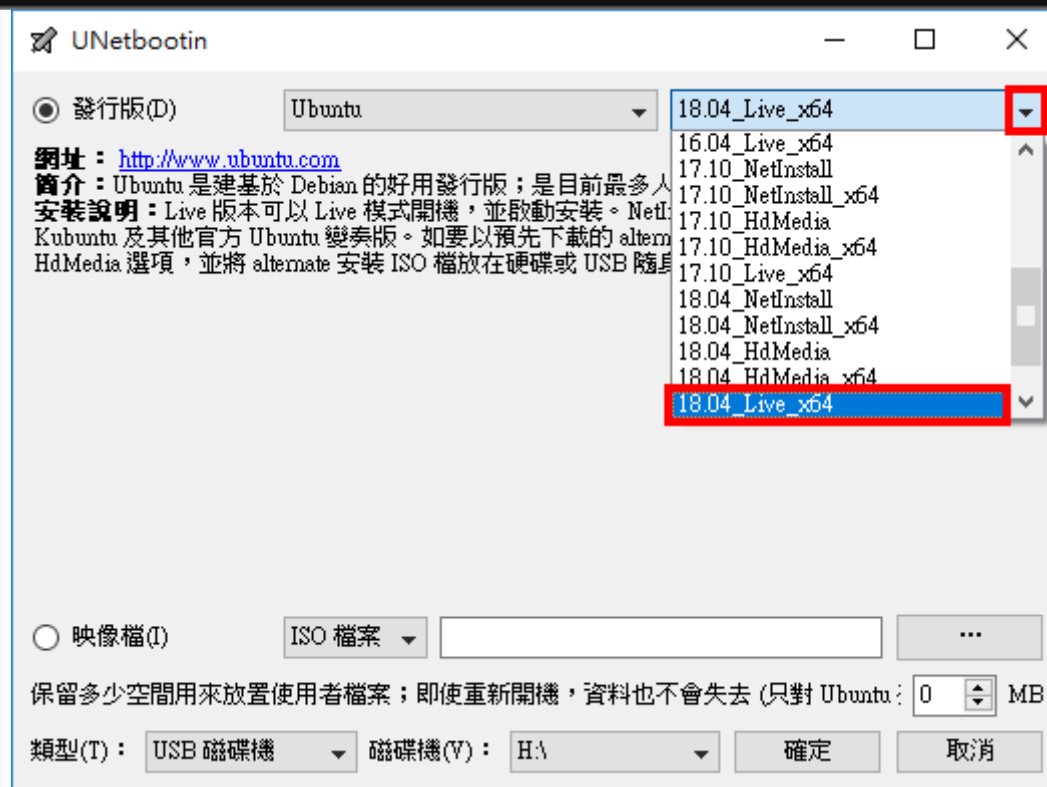 UNetbootin
發行版(D) Ubuntu 18.04_Live_x64
網址： http://www.ubuntu.com
簡介：Ubuntu 是建基於 Debian 的好用發行版；是目前最多人
安裝說明：Live 版本可以 Live 模式開機，並啟動安裝。NetI
Kubuntu 及其他官方 Ubuntu 變奏版。如要以預先下載的 altern
HdMedia 選項，並將 alternate 安裝 ISO 檔放在硬碟或 USB 隨身
16.04_Live_x64
17.10_NetInstall
17.10_NetInstall_x64
17.10_HdMedia
17.10_HdMedia_x64
17.10_Live_x64
18.04_NetInstall
18.04_NetInstall_x64
18.04_HdMedia
18.04_HdMedia_x64
18.04_Live_x64
映像檔(I) ISO 檔案 ...
保留多少空間用來放置使用者檔案；即使重新開機，資料也不會失去 (只對 Ubuntu 0 MB
類型(T)： USB 磁碟機 磁碟機(V)： H:\ 確定 取消